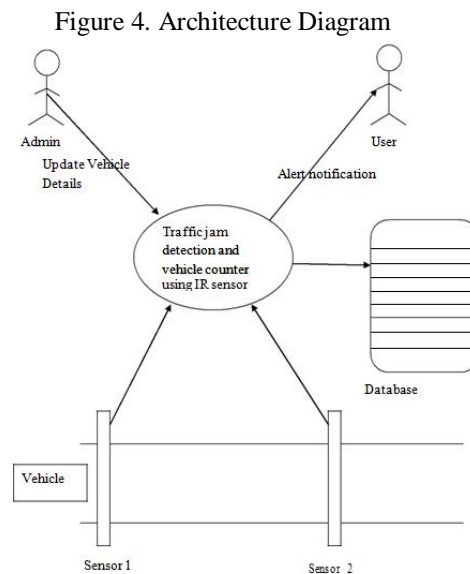 Figure 4. Architecture Diagram
Admin
User
Update Vehicle
Details
Alert notification
Traffic jam
detection and
vehicle counter
using IR sensor
Database
Vehicle
Sensor 1
Sensor 2